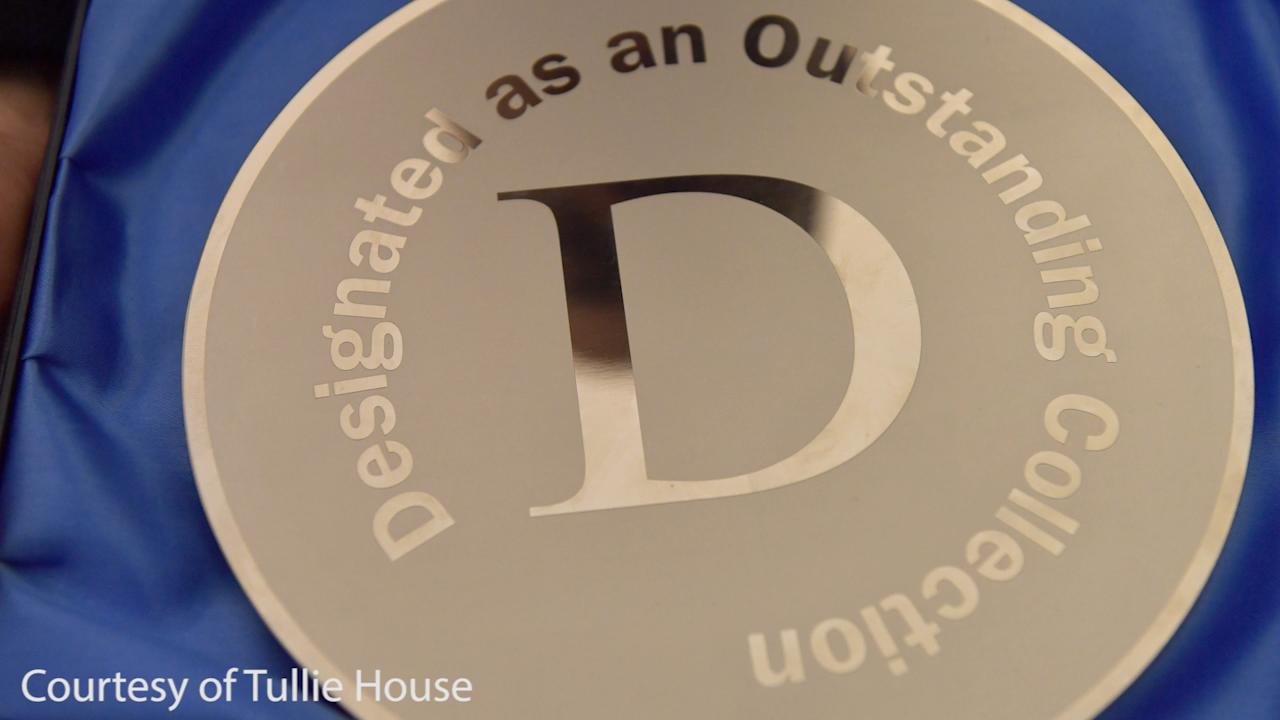 Designated as an Outstanding Collection
D
Courtesy of Tullie House